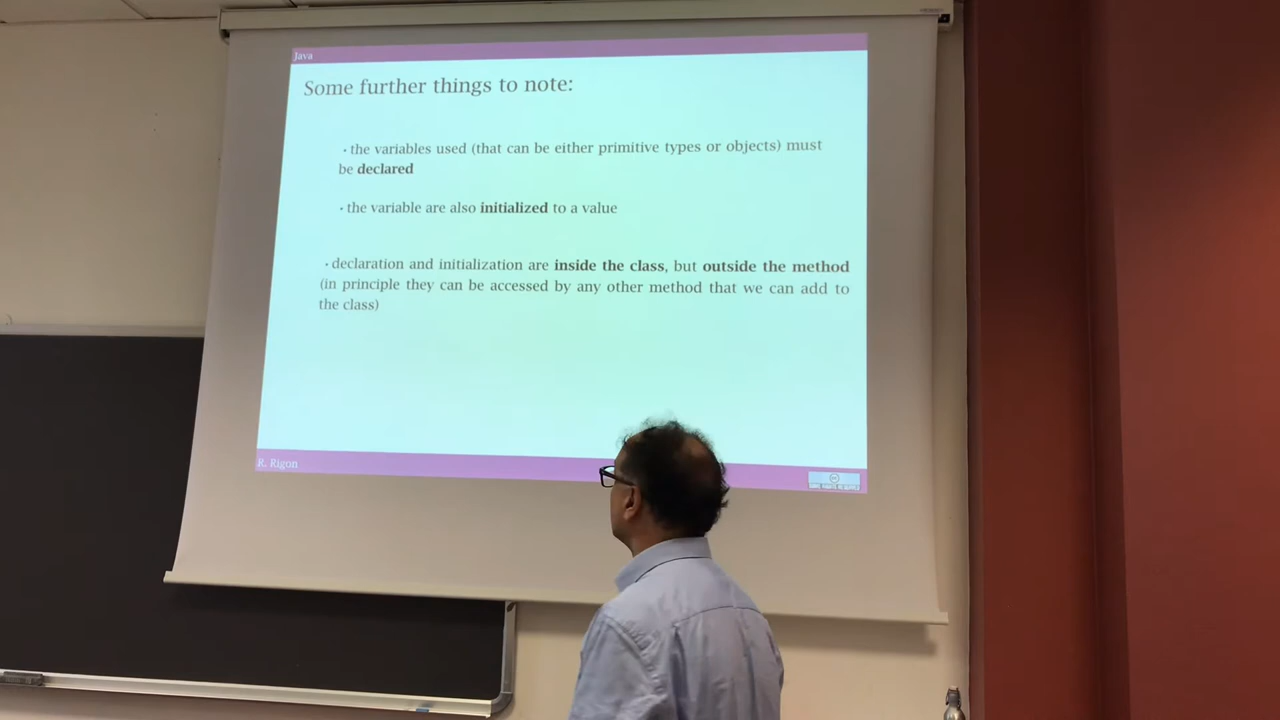 Java
Some further things to note:
• the variables used (that can be either primitive types or objects) must
be declared
• the variable are also initialized to a value
• declaration and initialization are inside the class, but outside the method
(in principle they can be accessed by any other method that we can add to
the class)
R. Rigon